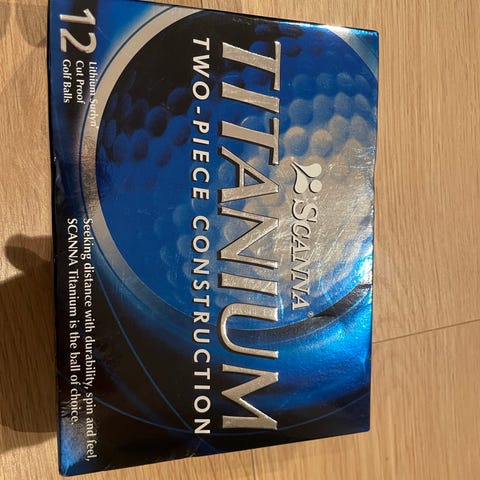 SCANNA®
TITANIUM
TWO-PIECE CONSTRUCTION
12
Lithium Surlyn®
Cut Proof
Golf Balls
Seeking distance with durability, spin and feel,
SCANNA Titanium is the ball of choice.